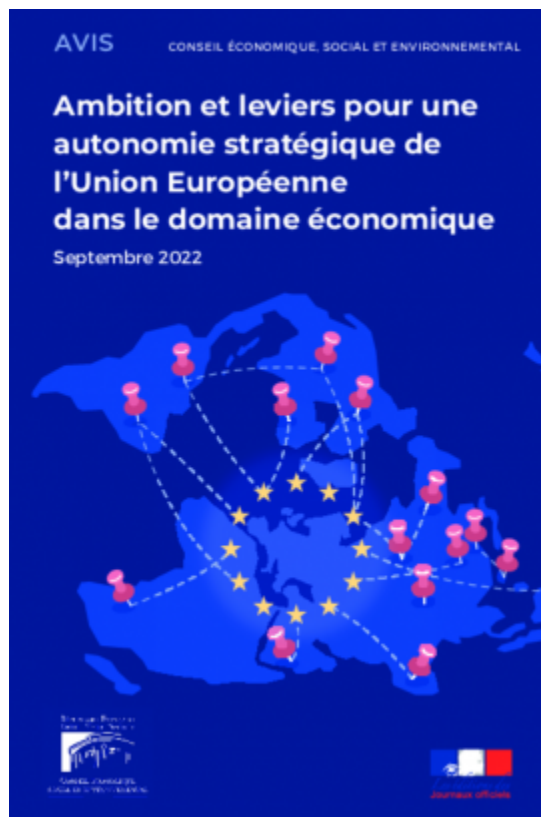 AVIS
CONSEIL ÉCONOMIQUE, SOCIAL ET ENVIRONNEMENTAL
Ambition et leviers pour une
autonomie stratégique de
l'Union Européenne
dans le domaine économique
Septembre 2022
Journaux officiels